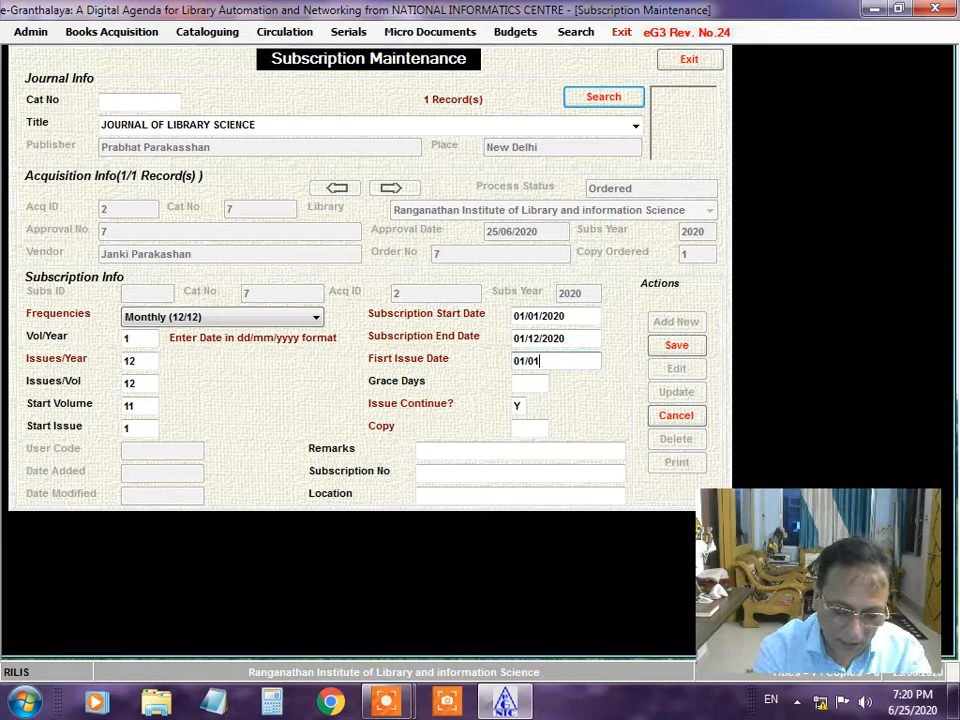 e-Granthalaya: A Digital Agenda for Library Automation and Networking from NATIONAL INFORMATICS CENTRE - [Subscription Maintenance]
Admin Books Acquisition Cataloguing Circulation Serials Micro Documents Budgets Search Exit eG3 Rev. No.24
Subscription Maintenance Exit
Journal Info
Cat No 1 Record(s) Search
Title JOURNAL OF LIBRARY SCIENCE
Publisher Prabhat Parakasshan Place New Delhi
Acquisition Info(1/1 Record(s) ) Process Status Ordered
Acq ID 2 Cat No 7 Library Ranganathan Institute of Library and information Science
Approval No 7 Approval Date 25/06/2020 Subs Year 2020
Vendor Janki Parakashan Order No 7 Copy Ordered 1
Subscription Info Actions
Subs ID Cat No 7 Acq ID 2 Subs Year 2020
Frequencies Monthly (12/12) Subscription Start Date 01/01/2020 Add New
Vol/Year 1 Enter Date in dd/mm/yyyy format Subscription End Date 01/12/2020 Save
Issues/Year 12 Fisrt Issue Date 01/01 Edit
Issues/Vol 12 Grace Days Update
Start Volume 11 Issue Continue? Y Cancel
Start Issue 1 Copy Delete
User Code Remarks Print
Date Added Subscription No
Date Modified Location
RILIS Ranganathan Institute of Library and information Science
EN 7:20 PM
6/25/2020
NIC